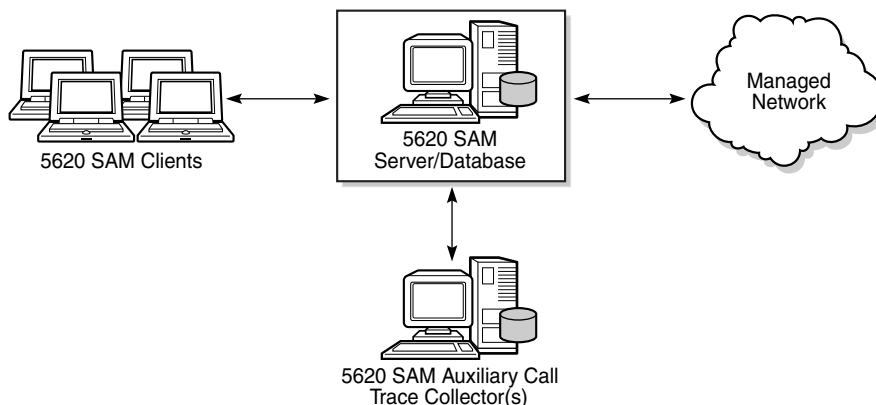 5620 SAM Clients
5620 SAM
Server/Database
Managed
Network
5620 SAM Auxiliary Call
Trace Collector(s)